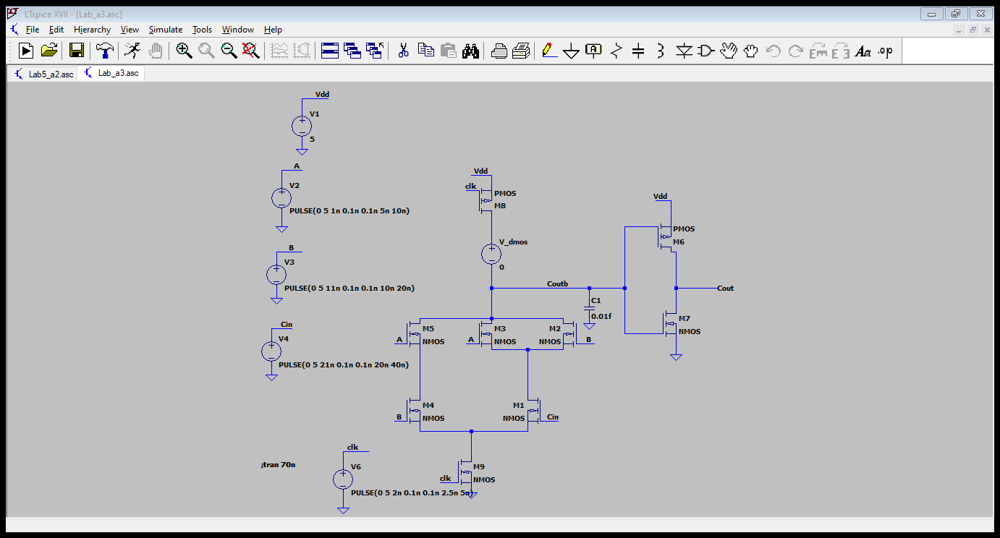 LTspice XVII - [Lab_a3.asc]
File Edit Hierarchy View Simulate Tools Window Help
Aa .op
Lab5_a2.asc Lab_a3.asc
Vdd
V1
5
A
V2
PULSE(0 5 1n 0.1n 0.1n 5n 10n)
B
V3
PULSE(0 5 11n 0.1n 0.1n 10n 20n)
Cin
V4
PULSE(0 5 21n 0.1n 0.1n 20n 40n)
;tran 70n
clk
V6
PULSE(0 5 2n 0.1n 0.1n 2.5n 5n)
Vdd
clk
PMOS
M8
V_dmos
0
Coutb
C1
0.01f
M5
A
NMOS
M3
A
NMOS
M2
NMOS
B
M4
B
NMOS
M1
NMOS
Cin
M9
clk
NMOS
Vdd
PMOS
M6
Cout
M7
NMOS